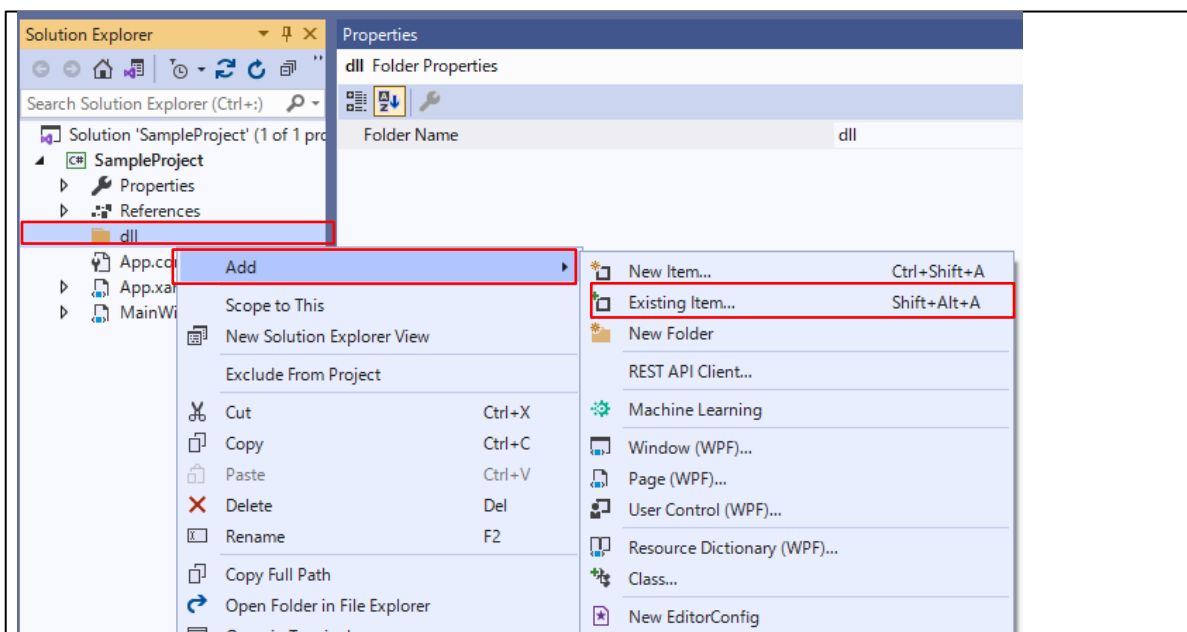 Solution Explorer
Properties
dll Folder Properties
Search Solution Explorer (Ctrl+:)
Folder Name
dll
Solution 'SampleProject' (1 of 1 pro
C# SampleProject
Properties
References
dll
App.co
App.xam
MainWi
Add
Scope to This
New Solution Explorer View
Exclude From Project
Cut Ctrl+X
Copy Ctrl+C
Paste Ctrl+V
Delete Del
Rename F2
Copy Full Path
Open Folder in File Explorer
New Item... Ctrl+Shift+A
Existing Item... Shift+Alt+A
New Folder
REST API Client...
Machine Learning
Window (WPF)...
Page (WPF)...
User Control (WPF)...
Resource Dictionary (WPF)...
Class...
New EditorConfig